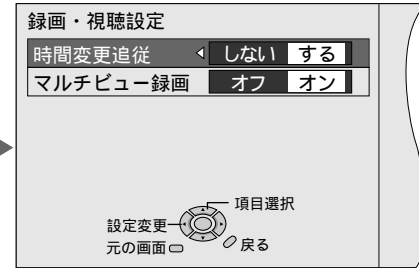 録画・視聴設定
時間変更追従 しない する
マルチビュー録画 オフ オン
項目選択
設定変更
元の画面 戻る